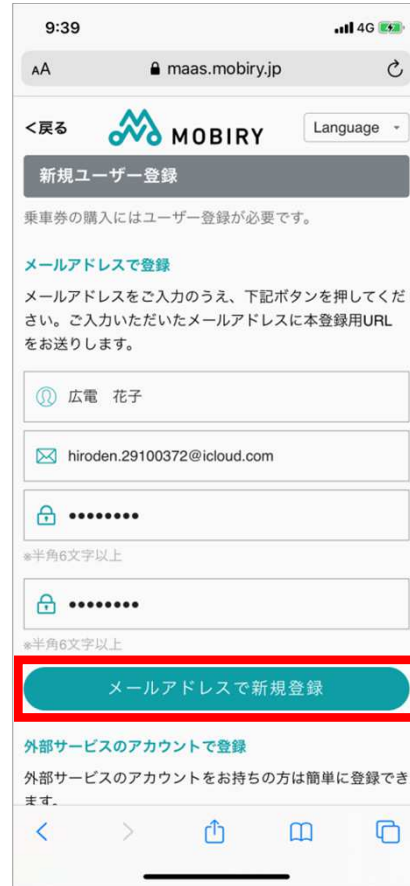 9:39
4G
AA maas.mobiry.jp
<戻る MOBIRY Language
新規ユーザー登録
乗車券の購入にはユーザー登録が必要です。
メールアドレスで登録
メールアドレスをご入力のうえ、下記ボタンを押してくだ
さい。ご入力いただいたメールアドレスに本登録用URL
をお送りします。
広電 花子
hiroden.29100372@icloud.com
••••••••
※半角6文字以上
••••••••
※半角6文字以上
メールアドレスで新規登録
外部サービスのアカウントで登録
外部サービスのアカウントをお持ちの方は簡単に登録でき
ます。